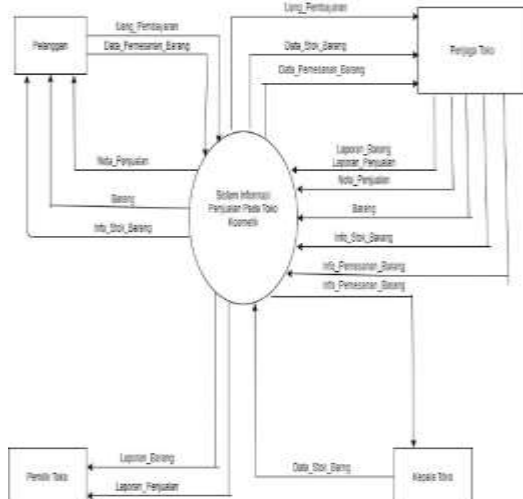 Uang_Pembayaran
Pelanggan
Uang_Pembayaran
Data_Pemesanan_Barang
Data_Stok_Barang
Penjaga Toko
Data_Pemesanan_Barang
Nota_Penjualan
Laporan_Barang
Laporan_Penjualan
Nota_Penjualan
Sistem Informasi
Penjualan Pada Toko
Kosmetik
Barang
Barang
Info_Stok_Barang
Info_Stok_Barang
Info_Pemesanan_Barang
Info_Pemesanan_Barang
Laporan_Barang
Pemilik Toko
Laporan_Penjualan
Data_Stok_Barng
Kepala Toko